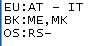 EU:AT - IT
BK:ME,MK
OS:RS-